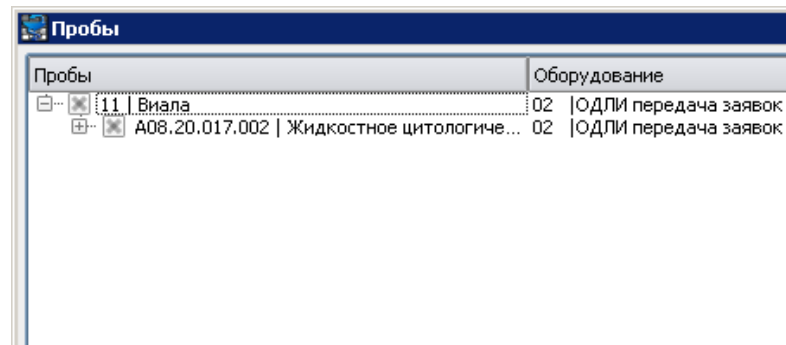 Пробы
Пробы Оборудование
11 | Виала 02 |ОДЛИ передача заявок
A08.20.017.002 | Жидкостное цитологиче... 02 |ОДЛИ передача заявок